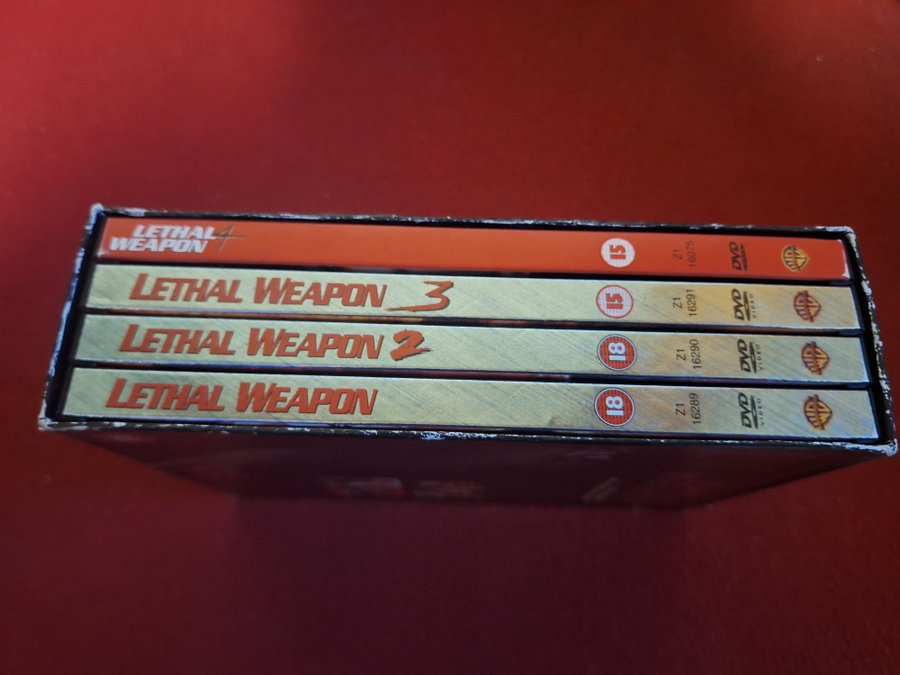 LETHAL 4
WEAPON
15
Z1
16075
DVD
LETHAL WEAPON 3
15
Z1
16291
DVD
VIDEO
LETHAL WEAPON 2
18
Z1
16290
DVD
VIDEO
LETHAL WEAPON
18
Z1
16289
DVD
VIDEO